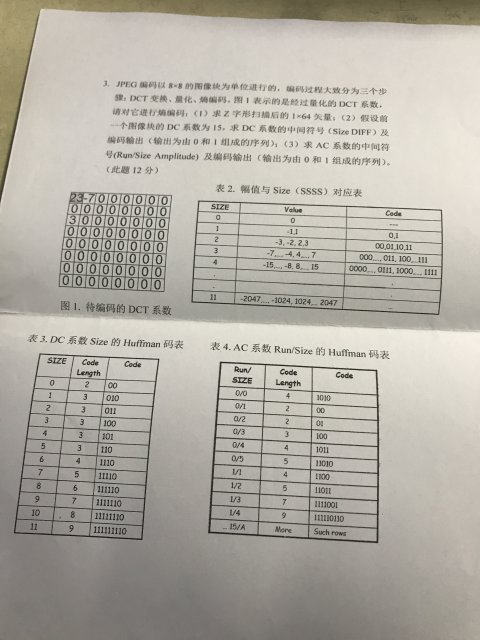 3. JPEG 编码以 8×8 的图像块为单位进行的，编码过程大致分为三个步
骤：DCT 变换、量化、熵编码。图 1 表示的是经过量化的 DCT 系数，
请对它进行熵编码：（1）求 Z 字形扫描后的 1×64 矢量；（2）假设前
一个图像块的 DC 系数为 15，求 DC 系数的中间符号（Size DIFF）及
编码输出（输出为由 0 和 1 组成的序列）；（3）求 AC 系数的中间符
号(Run/Size Amplitude) 及编码输出（输出为由 0 和 1 组成的序列）。
（此题 12 分）
23 -7 0 0 0 0 0 0
0 0 0 0 0 0 0 0
3 0 0 0 0 0 0 0
0 0 0 0 0 0 0 0
0 0 0 0 0 0 0 0
0 0 0 0 0 0 0 0
0 0 0 0 0 0 0 0
0 0 0 0 0 0 0 0
图 1. 待编码的 DCT 系数
表 2. 幅值与 Size（SSSS）对应表
SIZE Value Code
0 0 ---
1 -1,1 0,1
2 -3, -2, 2,3 00,01,10,11
3 -7,..., -4, 4,..., 7 000,..., 011, 100,...111
4 -15,..., -8, 8,..., 15 0000,..., 0111, 1000,..., 1111
. . .
. . .
11 -2047,..., -1024, 1024,... 2047 ..
表 3. DC 系数 Size 的 Huffman 码表
SIZE Code Length Code
0 2 00
1 3 010
2 3 011
3 3 100
4 3 101
5 3 110
6 4 1110
7 5 11110
8 6 111110
9 7 1111110
10 . 8 11111110
11 9 111111110
表 4. AC 系数 Run/Size 的 Huffman 码表
Run/ SIZE Code Length Code
0/0 4 1010
0/1 2 00
0/2 2 01
0/3 3 100
0/4 4 1011
0/5 5 11010
1/1 4 1100
1/2 5 11011
1/3 7 1111001
1/4 9 111110110
... 15/A More Such rows